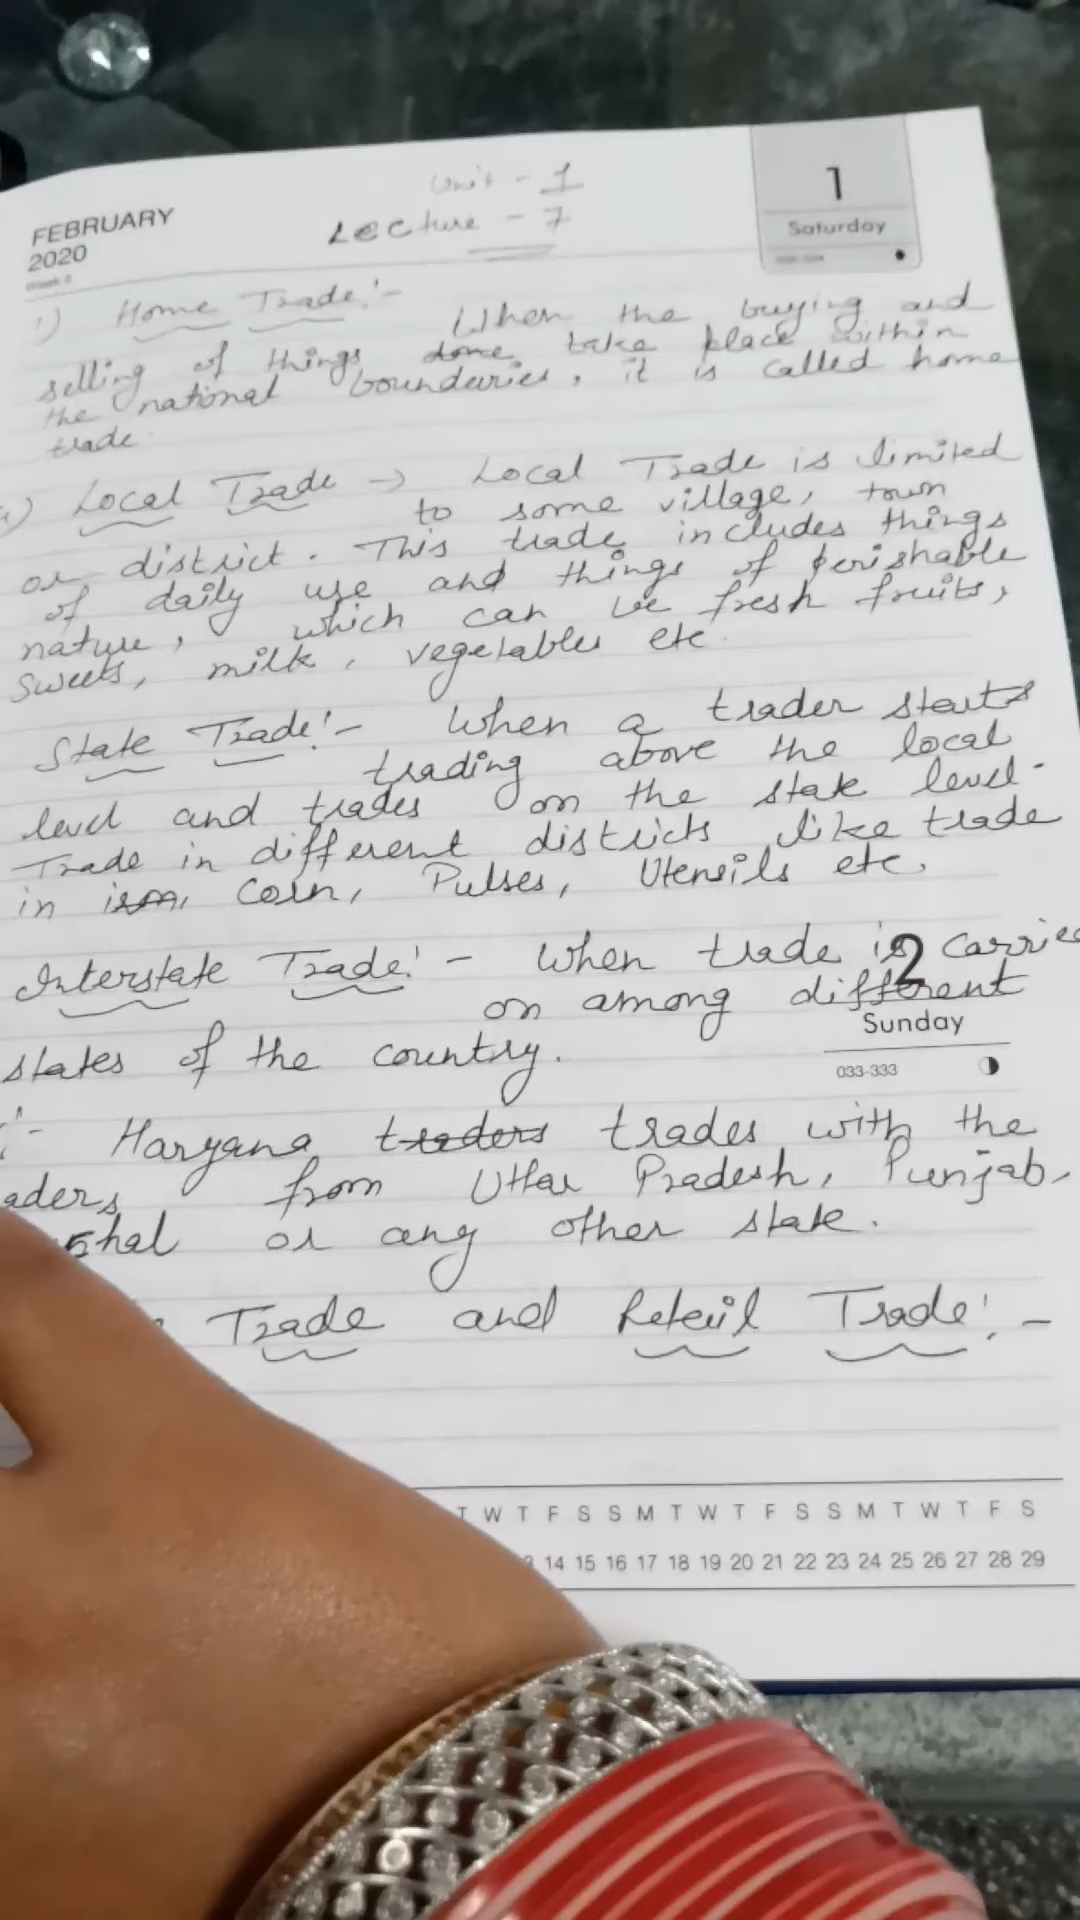 Unit - 1
FEBRUARY
2020
Lecture - 7
1
Saturday
1) Home Trade:-
When the buying and
selling of things done take place within
the national boundaries, it is called home
trade.
Local Trade → Local Trade is limited
to some village, town
or district. This trade includes things
of daily use and things of perishable
nature, which can be fresh fruits,
sweets, milk, vegetables etc.
State Trade:- When a trader starts
trading above the local
level and trades on the state level.
Trade in different districts like trade
in Corn, Pulses, Utensils etc.
Interstate Trade:- When trade is carrie
on among different
states of the country.
2
Sunday
033-333
Haryana traders trades with the
aders from Uttar Pradesh, Punjab,
hal or any other state.
Trade and Retail Trade:-
T W T F S S M T W T F S S M T W T F S
14 15 16 17 18 19 20 21 22 23 24 25 26 27 28 29